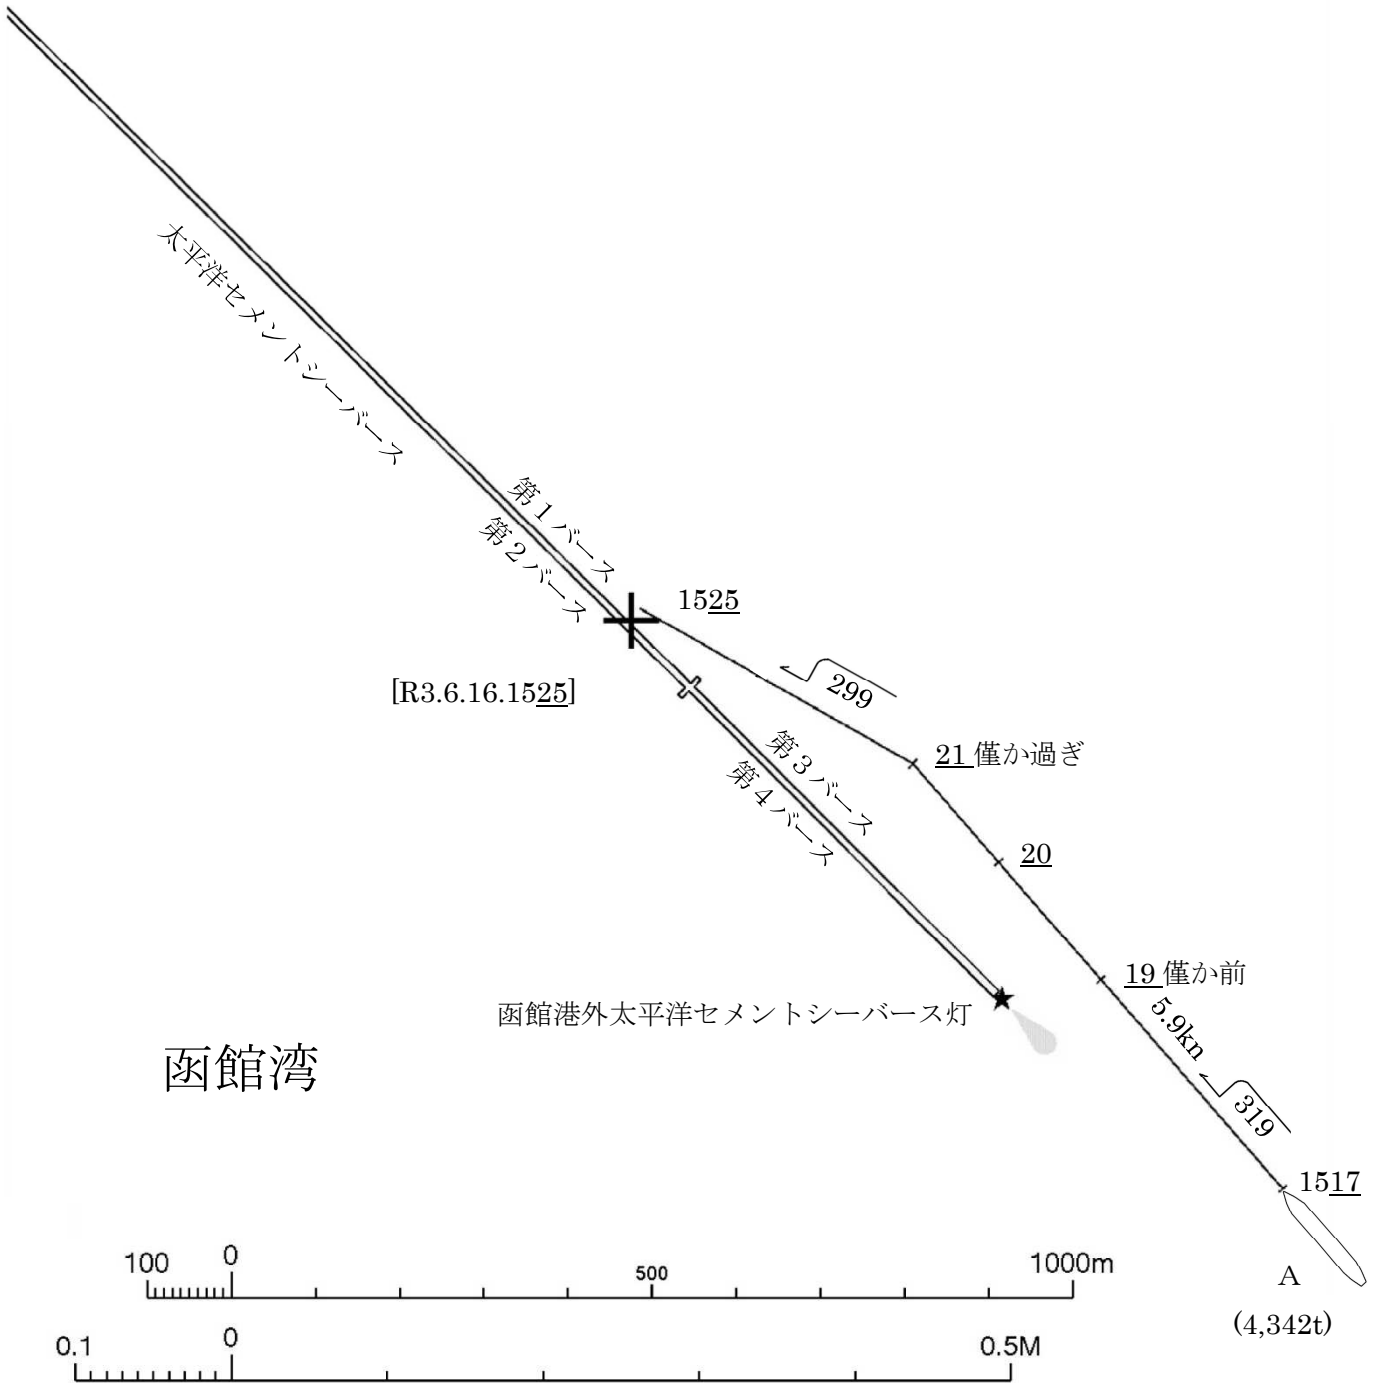 太平洋セメントシーバース
第１バース
第２バース
1525
[R3.6.16.1525]
299
21 僅か過ぎ
第３バース
第４バース
20
19 僅か前
函館港外太平洋セメントシーバース灯
5.9kn
函館湾
319
1517
A
(4,342t)
100 0 500 1000m
0.1 0 0.5M